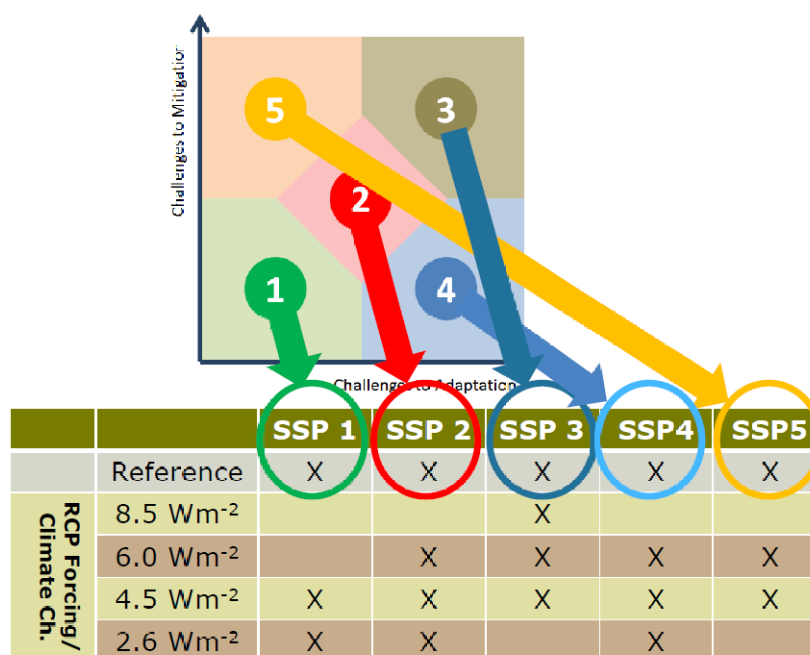 Challenges to Mitigation
5
3
2
1
4
Challenges to Adaptation
SSP 1 SSP 2 SSP 3 SSP4 SSP5
Reference X X X X X
RCP Forcing/
Climate Ch.
8.5 Wm-2 X
6.0 Wm-2 X X X X
4.5 Wm-2 X X X X X
2.6 Wm-2 X X X